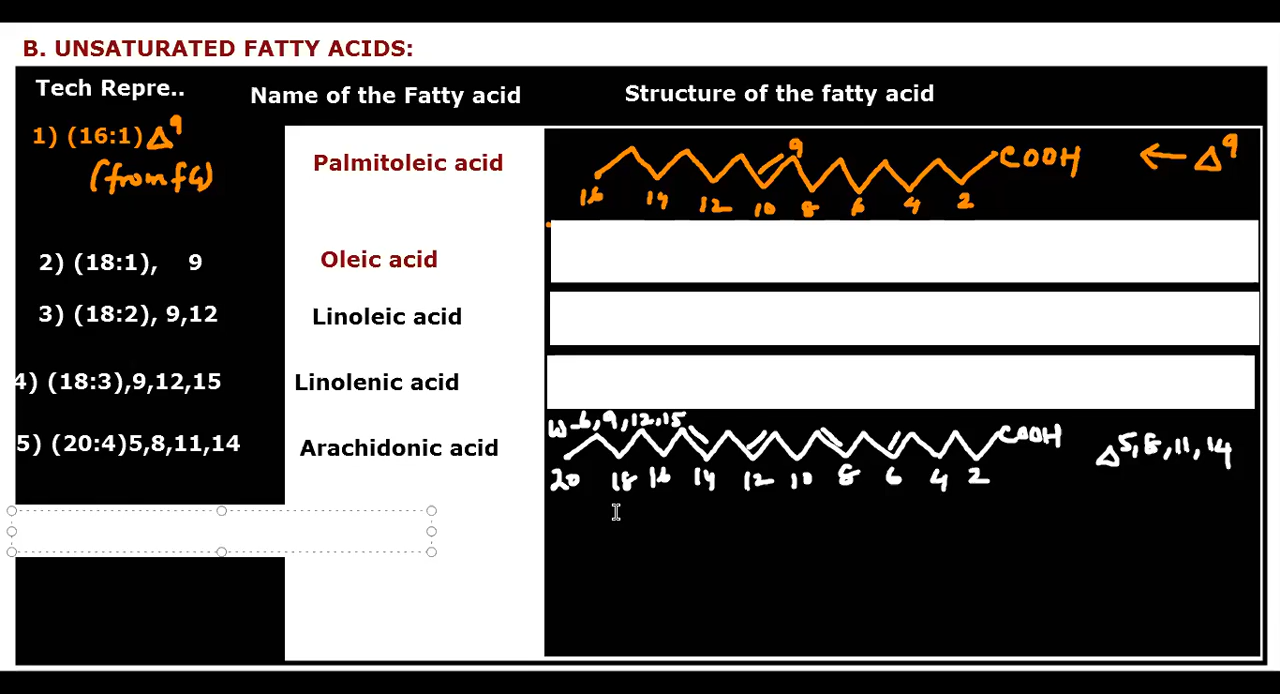 B. UNSATURATED FATTY ACIDS:
Tech Repre.. Name of the Fatty acid Structure of the fatty acid
1) (16:1) Δ9 Palmitoleic acid 9 COOH ← Δ9
16 14 12 10 8 6 4 2
2) (18:1), 9 Oleic acid
3) (18:2), 9,12 Linoleic acid
4) (18:3),9,12,15 Linolenic acid
ω-6,9,12,15
5) (20:4)5,8,11,14 Arachidonic acid COOH Δ5,8,11,14
20 18 16 14 12 10 8 6 4 2